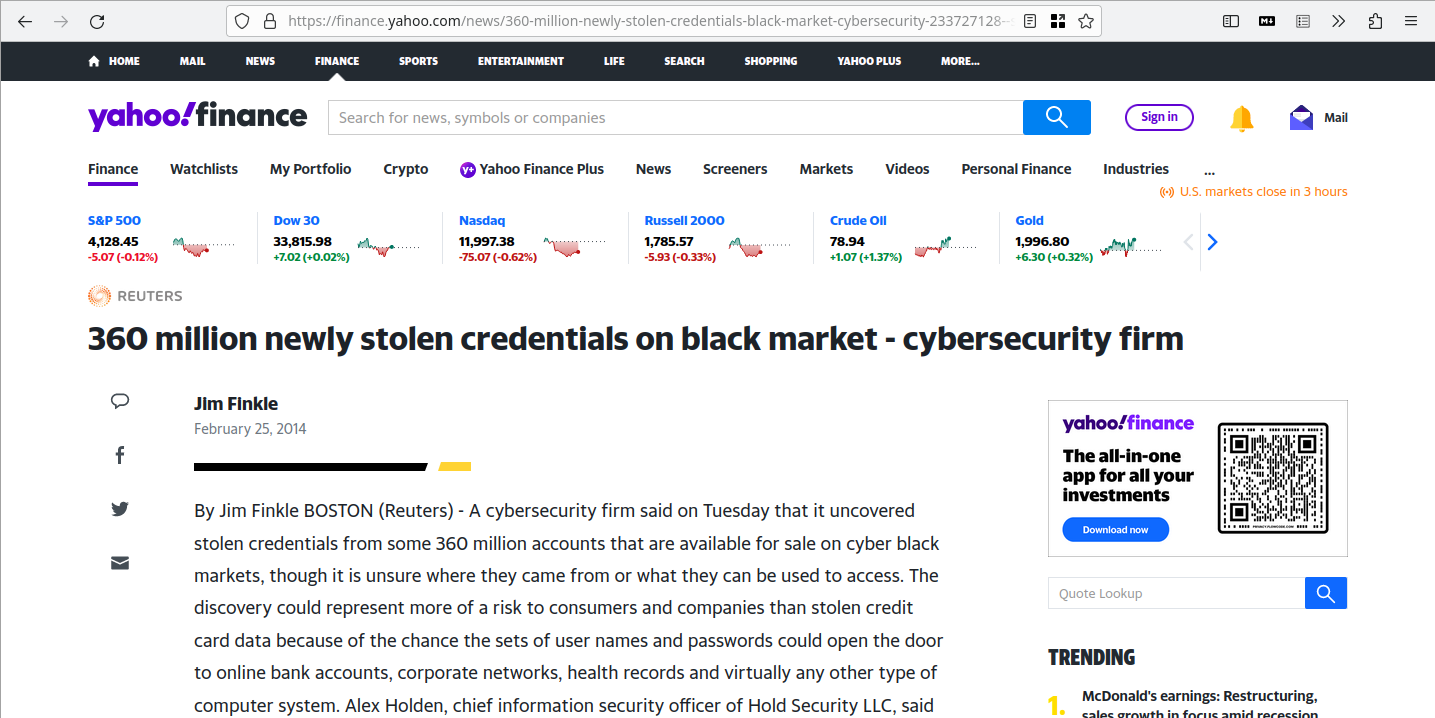 https://finance.yahoo.com/news/360-million-newly-stolen-credentials-black-market-cybersecurity-233727128--
HOME MAIL NEWS FINANCE SPORTS ENTERTAINMENT LIFE SEARCH SHOPPING YAHOO PLUS MORE...
yahoo!finance
Search for news, symbols or companies
Sign in
Mail
Finance Watchlists My Portfolio Crypto y+ Yahoo Finance Plus News Screeners Markets Videos Personal Finance Industries ...
U.S. markets close in 3 hours
S&P 500
4,128.45
-5.07 (-0.12%)
Dow 30
33,815.98
+7.02 (+0.02%)
Nasdaq
11,997.38
-75.07 (-0.62%)
Russell 2000
1,785.57
-5.93 (-0.33%)
Crude Oil
78.94
+1.07 (+1.37%)
Gold
1,996.80
+6.30 (+0.32%)
REUTERS
360 million newly stolen credentials on black market - cybersecurity firm
Jim Finkle
February 25, 2014
By Jim Finkle BOSTON (Reuters) - A cybersecurity firm said on Tuesday that it uncovered
stolen credentials from some 360 million accounts that are available for sale on cyber black
markets, though it is unsure where they came from or what they can be used to access. The
discovery could represent more of a risk to consumers and companies than stolen credit
card data because of the chance the sets of user names and passwords could open the door
to online bank accounts, corporate networks, health records and virtually any other type of
computer system. Alex Holden, chief information security officer of Hold Security LLC, said
yahoo!finance
The all-in-one
app for all your
investments
Download now
Quote Lookup
TRENDING
1. McDonald's earnings: Restructuring,
sales growth in focus amid recession